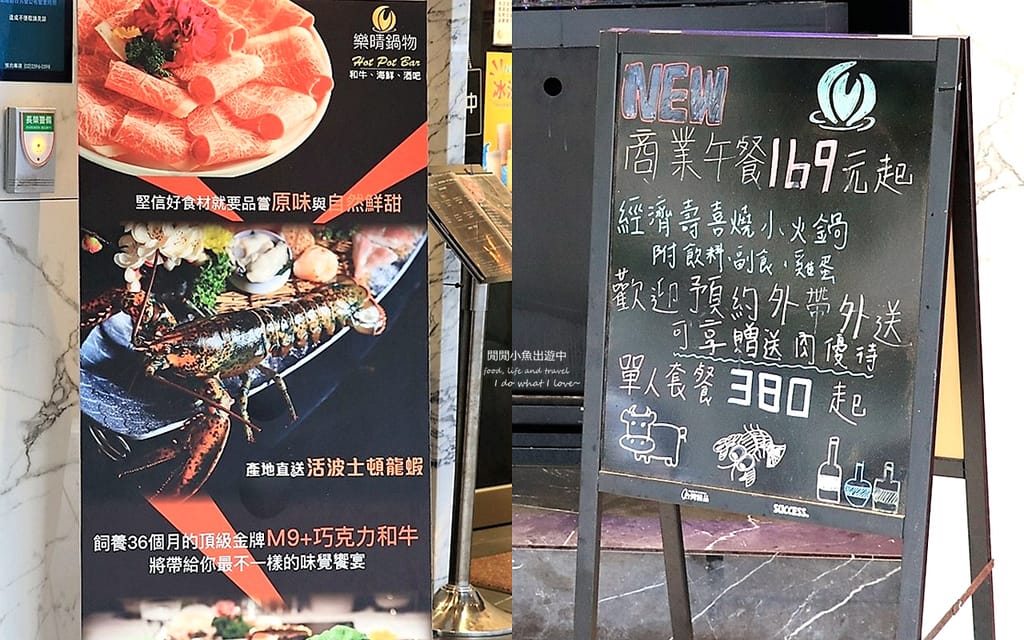 樂晴鍋物
Hot Pot Bar
和牛、海鮮、酒吧
堅信好食材就要品嘗原味與自然鮮甜
產地直送活波士頓龍蝦
飼養36個月的頂級金牌M9+巧克力和牛
將帶給你最不一樣的味覺饗宴
長榮警備
閒閒小魚出遊中
food, life and travel
I do what I love~
NEW
商業午餐169元起
經濟壽喜燒小火鍋
附飲料、副食、雞蛋
歡迎預約外帶外送
可享贈送肉優待
單人套餐 380 起
SUCCESS.